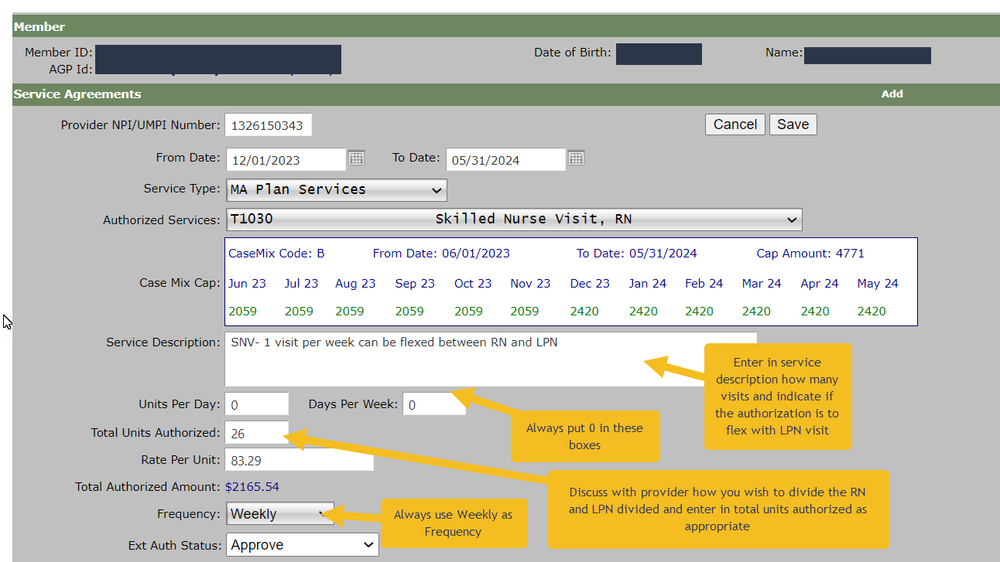 Member
Member ID: Date of Birth: Name:
AGP Id:
Service Agreements Add
Provider NPI/UMPI Number: 1326150343 Cancel Save
From Date: 12/01/2023 To Date: 05/31/2024
Service Type: MA Plan Services
Authorized Services: T1030 Skilled Nurse Visit, RN
CaseMix Code: B From Date: 06/01/2023 To Date: 05/31/2024 Cap Amount: 4771
Case Mix Cap: Jun 23 Jul 23 Aug 23 Sep 23 Oct 23 Nov 23 Dec 23 Jan 24 Feb 24 Mar 24 Apr 24 May 24
2059 2059 2059 2059 2059 2059 2420 2420 2420 2420 2420 2420
Service Description: SNV- 1 visit per week can be flexed between RN and LPN
Enter in service
description how many
visits and indicate if
the authorization is to
flex with LPN visit
Units Per Day: 0 Days Per Week: 0
Always put 0 in these
boxes
Total Units Authorized: 26
Rate Per Unit: 83.29
Total Authorized Amount: $2165.54
Discuss with provider how you wish to divide the RN
and LPN divided and enter in total units authorized as
appropriate
Frequency: Weekly
Always use Weekly as
Frequency
Ext Auth Status: Approve